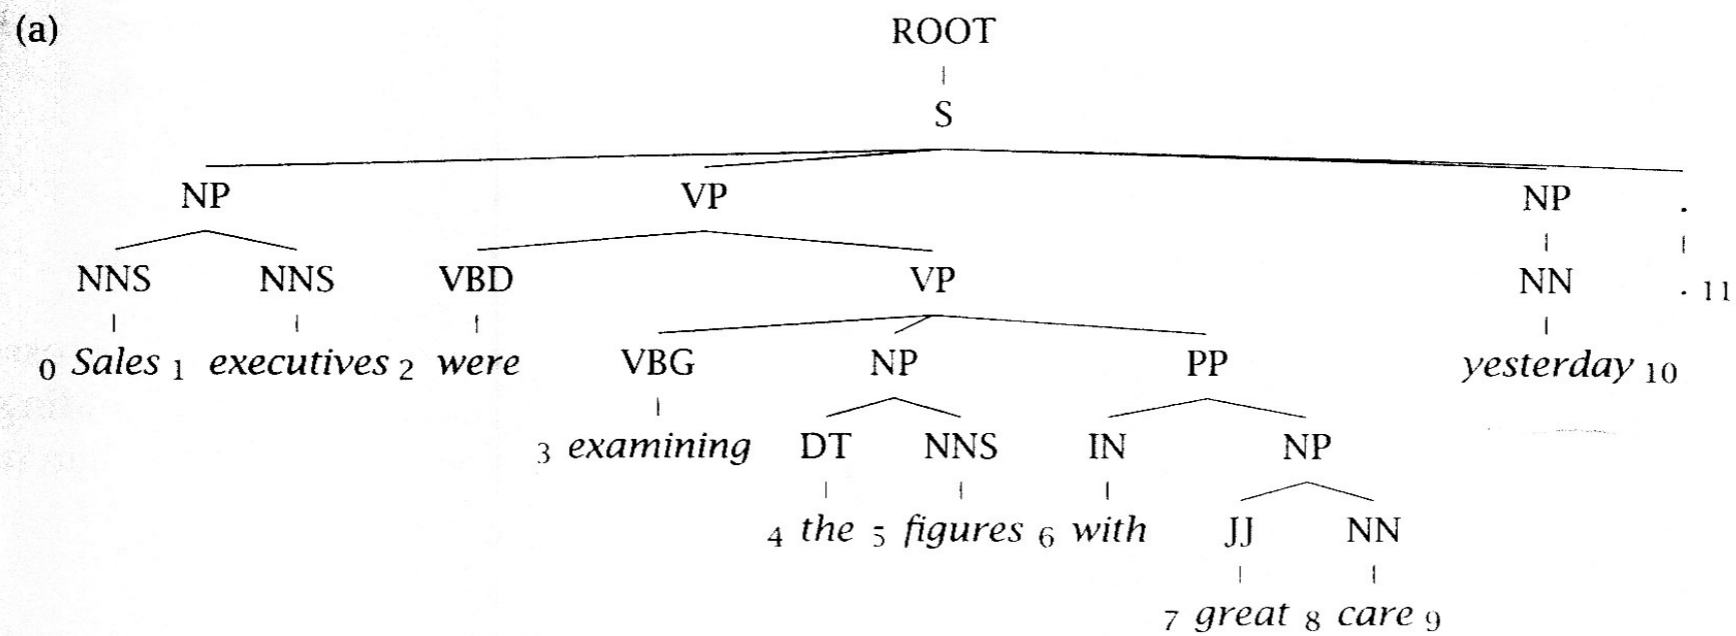 (a) ROOT
S
NP VP NP .
NNS NNS VBD VP NN . 11
0 Sales 1 executives 2 were VBG NP PP yesterday 10
3 examining DT NNS IN NP
4 the 5 figures 6 with JJ NN
7 great 8 care 9